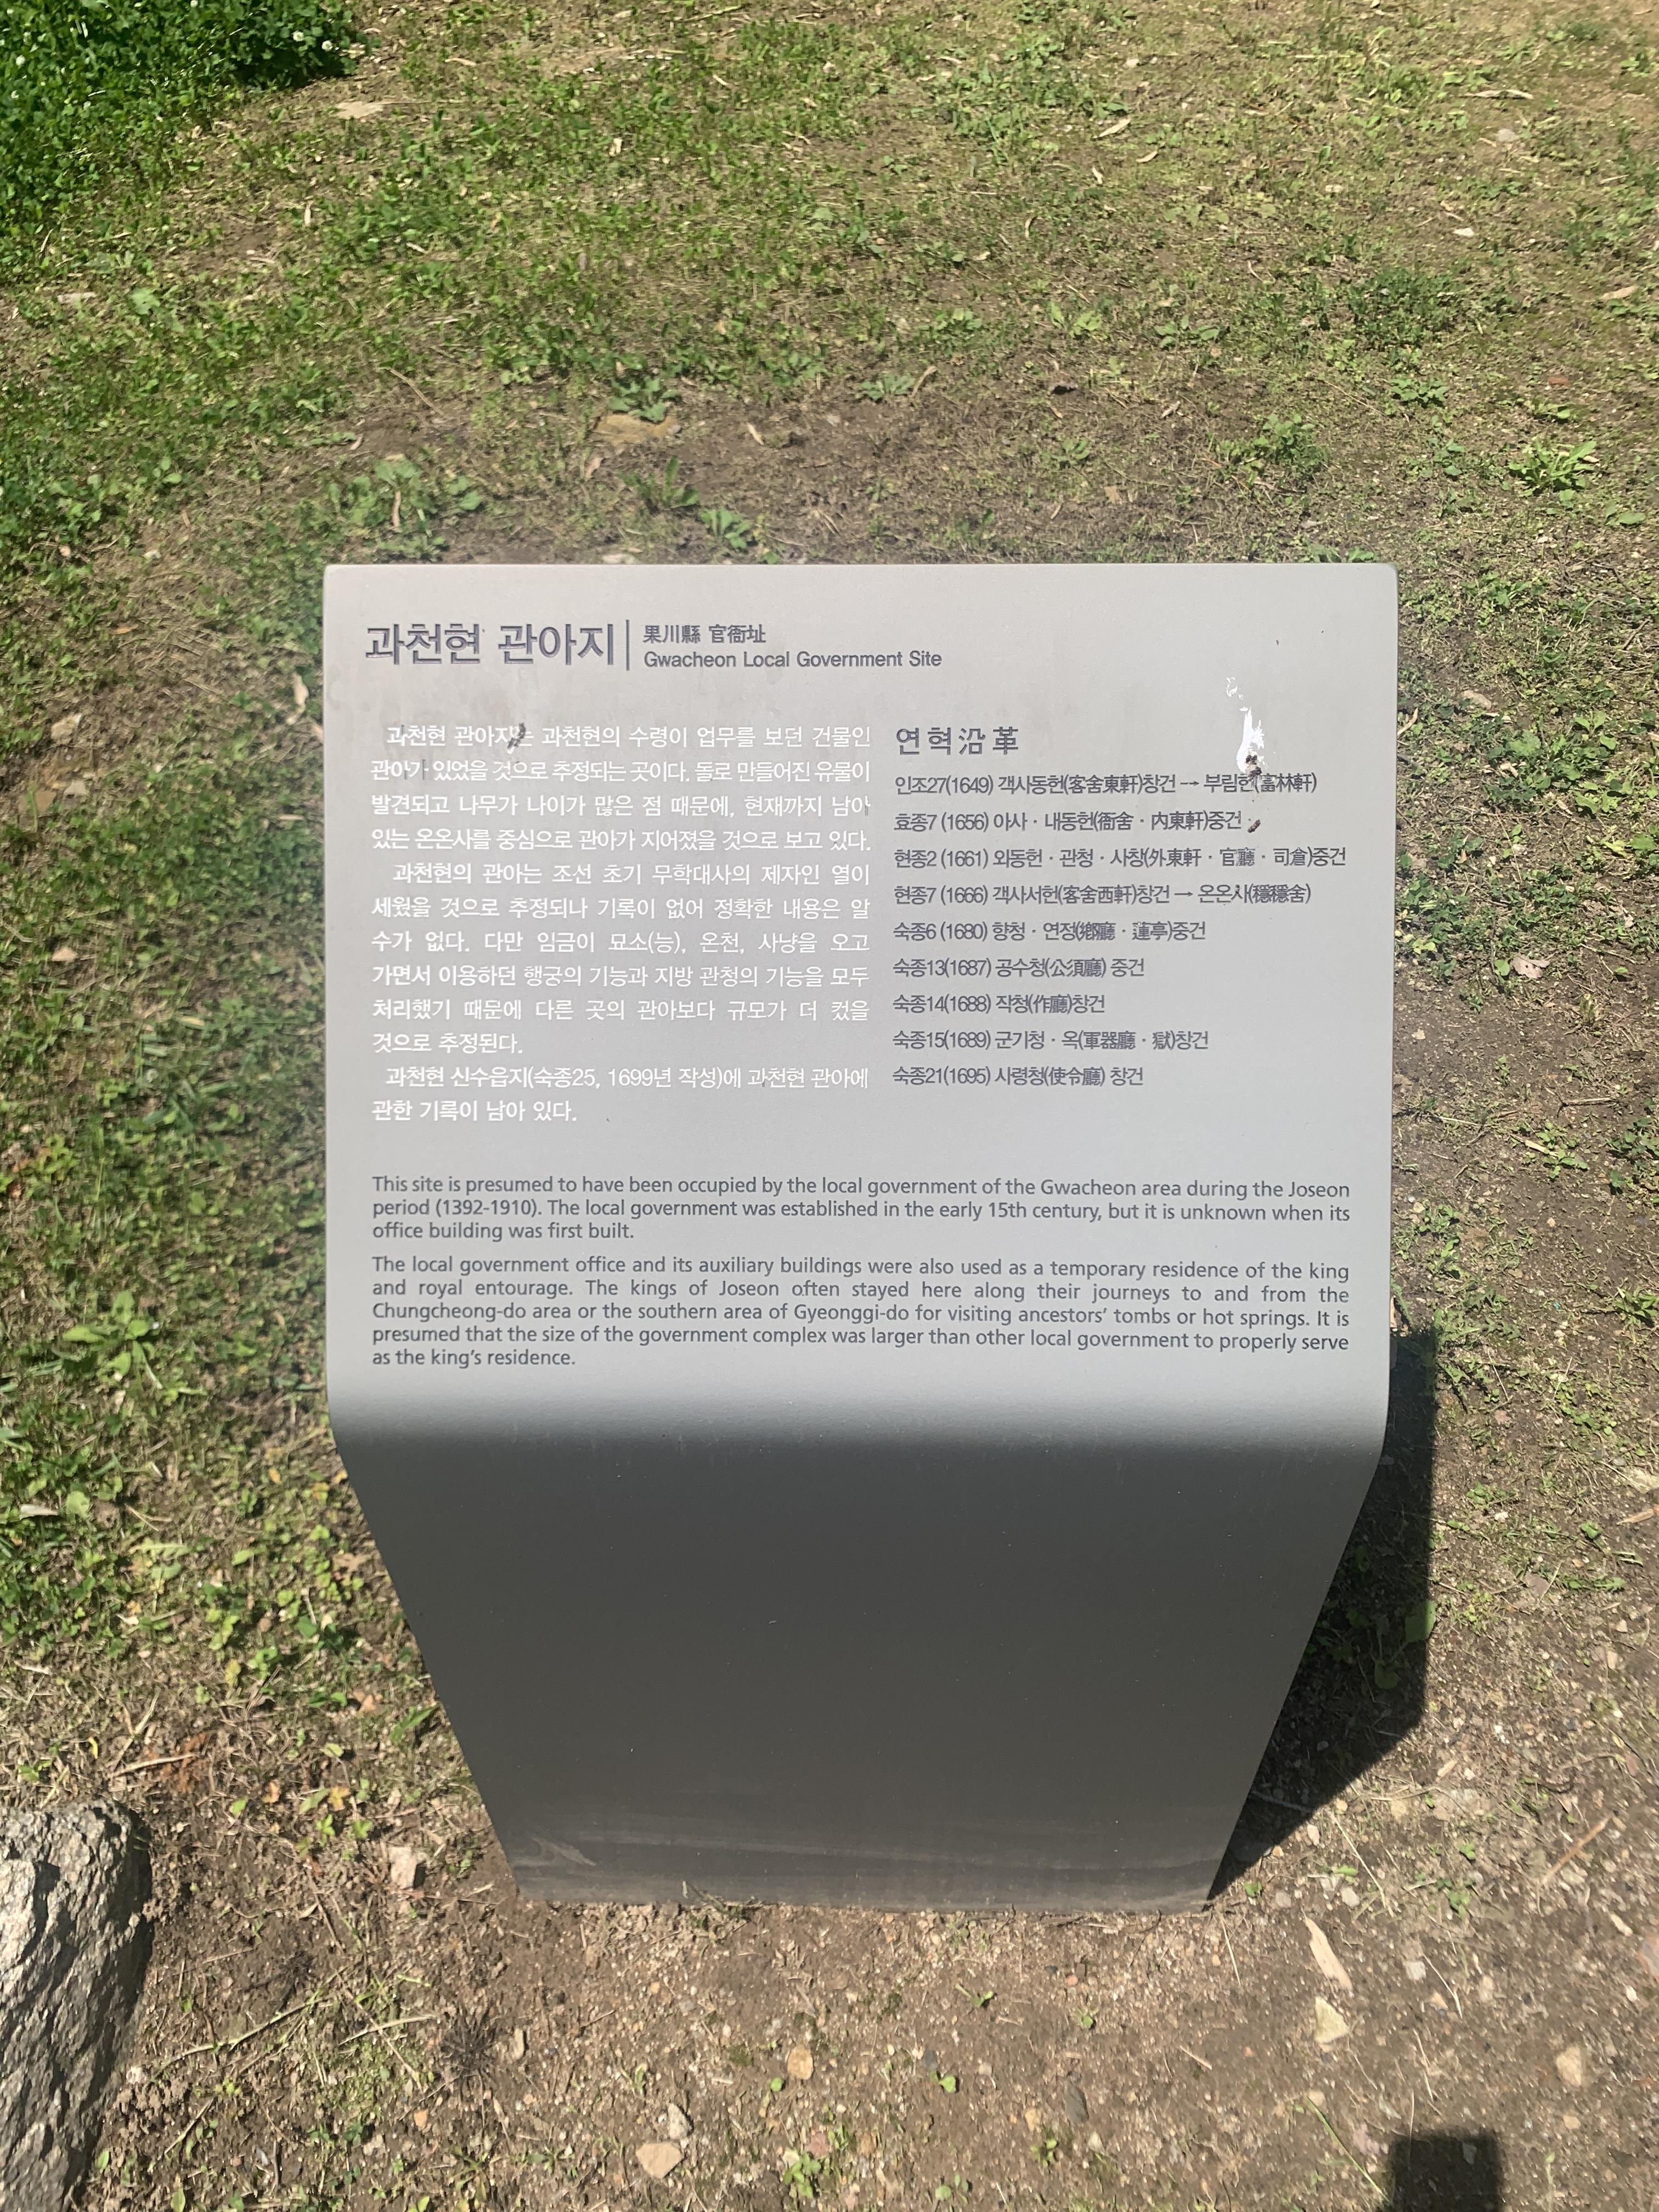 과천현 관아지
果川縣 官衙址
Gwacheon Local Government Site
과천현 관아지는 과천현의 수령이 업무를 보던 건물인
관아가 있었을 것으로 추정되는 곳이다. 돌로 만들어진 유물이
발견되고 나무가 나이가 많은 점 때문에, 현재까지 남아
있는 온온사를 중심으로 관아가 지어졌을 것으로 보고 있다.
과천현의 관아는 조선 초기 무학대사의 제자인 열이
세웠을 것으로 추정되나 기록이 없어 정확한 내용은 알
수가 없다. 다만 임금이 묘소(능), 온천, 사냥을 오고
가면서 이용하던 행궁의 기능과 지방 관청의 기능을 모두
처리했기 때문에 다른 곳의 관아보다 규모가 더 컸을
것으로 추정된다.
과천현 신수읍지(숙종25, 1699년 작성)에 과천현 관아에
관한 기록이 남아 있다.
연혁沿革
인조27(1649) 객사동헌(客舍東軒)창건 → 부림헌(富林軒)
효종7 (1656) 아사 · 내동헌(衙舍 · 內東軒)중건
현종2 (1661) 외동헌 · 관청 · 사창(外東軒 · 官廳 · 司倉)중건
현종7 (1666) 객사서헌(客舍西軒)창건 → 온온사(穩穩舍)
숙종6 (1680) 향청 · 연정(鄕廳 · 蓮亭)중건
숙종13(1687) 공수청(公須廳) 중건
숙종14(1688) 작청(作廳)창건
숙종15(1689) 군기청 · 옥(軍器廳 · 獄)창건
숙종21(1695) 사령청(使令廳) 창건
This site is presumed to have been occupied by the local government of the Gwacheon area during the Joseon
period (1392-1910). The local government was established in the early 15th century, but it is unknown when its
office building was first built.
The local government office and its auxiliary buildings were also used as a temporary residence of the king
and royal entourage. The kings of Joseon often stayed here along their journeys to and from the
Chungcheong-do area or the southern area of Gyeonggi-do for visiting ancestors' tombs or hot springs. It is
presumed that the size of the government complex was larger than other local government to properly serve
as the king's residence.